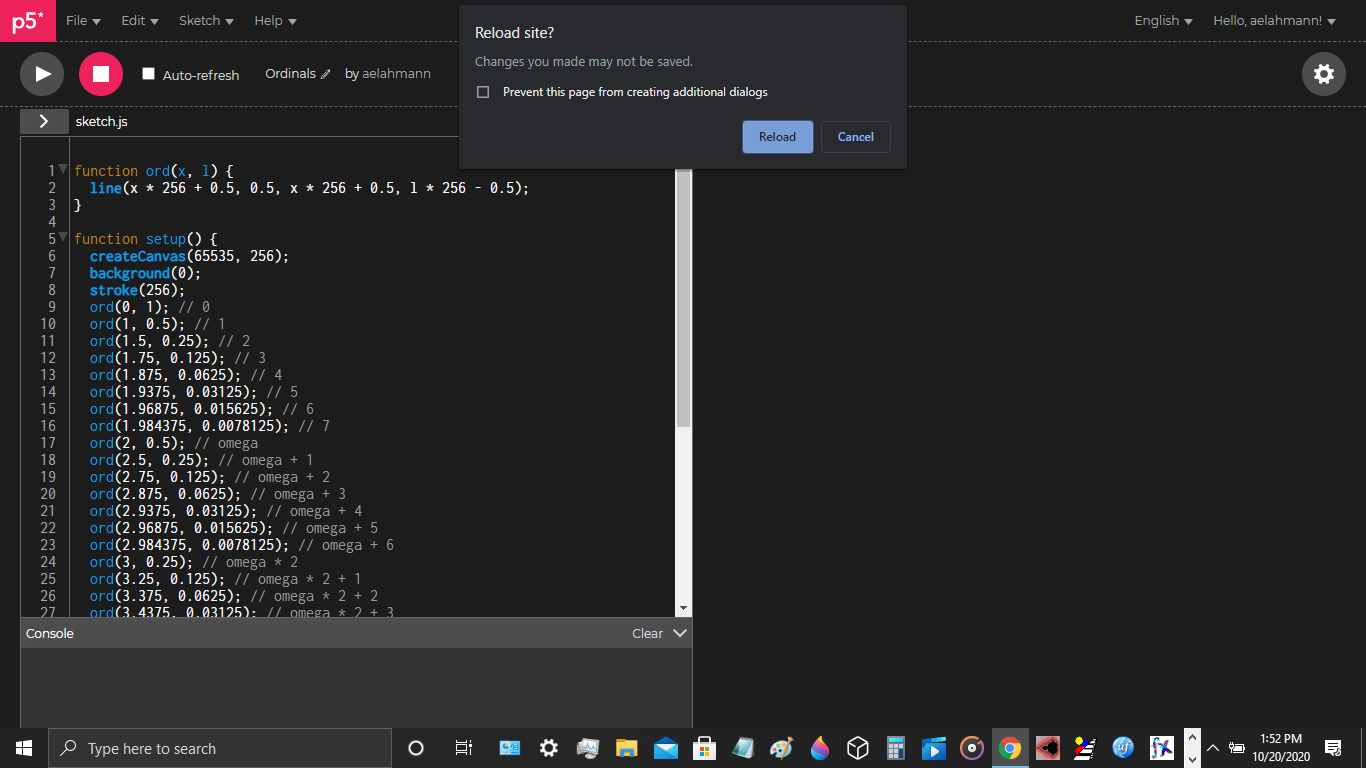 p5* File Edit Sketch Help English Hello, aelahmann!
Reload site?
Changes you made may not be saved.
Prevent this page from creating additional dialogs
Reload Cancel
Auto-refresh Ordinals by aelahmann
sketch.js
1 function ord(x, l) {
2 line(x * 256 + 0.5, 0.5, x * 256 + 0.5, l * 256 - 0.5);
3 }
4
5 function setup() {
6 createCanvas(65535, 256);
7 background(0);
8 stroke(256);
9 ord(0, 1); // 0
10 ord(1, 0.5); // 1
11 ord(1.5, 0.25); // 2
12 ord(1.75, 0.125); // 3
13 ord(1.875, 0.0625); // 4
14 ord(1.9375, 0.03125); // 5
15 ord(1.96875, 0.015625); // 6
16 ord(1.984375, 0.0078125); // 7
17 ord(2, 0.5); // omega
18 ord(2.5, 0.25); // omega + 1
19 ord(2.75, 0.125); // omega + 2
20 ord(2.875, 0.0625); // omega + 3
21 ord(2.9375, 0.03125); // omega + 4
22 ord(2.96875, 0.015625); // omega + 5
23 ord(2.984375, 0.0078125); // omega + 6
24 ord(3, 0.25); // omega * 2
25 ord(3.25, 0.125); // omega * 2 + 1
26 ord(3.375, 0.0625); // omega * 2 + 2
27 ord(3.4375, 0.03125); // omega * 2 + 3
Console Clear
Type here to search
1:52 PM
10/20/2020